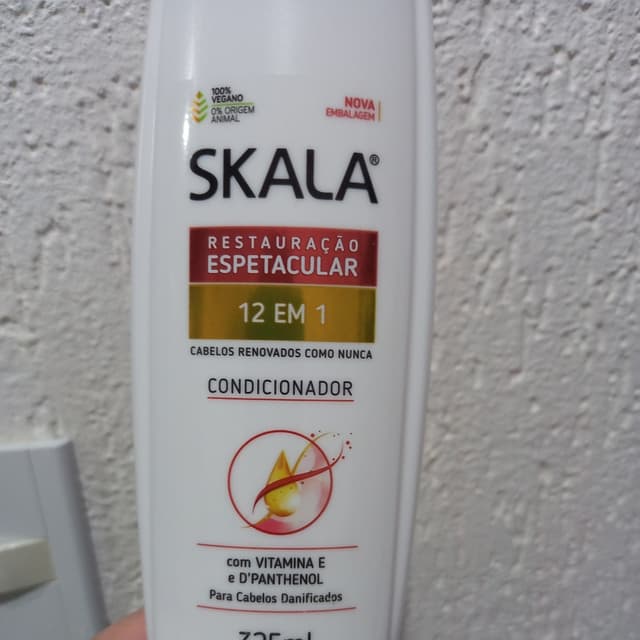 100%
VEGANO
0% ORIGEM
ANIMAL
NOVA
EMBALAGEM
SKALA®
RESTAURAÇÃO
ESPETACULAR
12 EM 1
CABELOS RENOVADOS COMO NUNCA
CONDICIONADOR
com VITAMINA E
e D'PANTHENOL
Para Cabelos Danificados
325ml